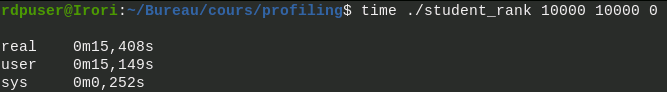 rdpuser@Irori:~/Bureau/cours/profiling$ time ./student_rank 10000 10000 0
real 0m15,408s
user 0m15,149s
sys 0m0,252s